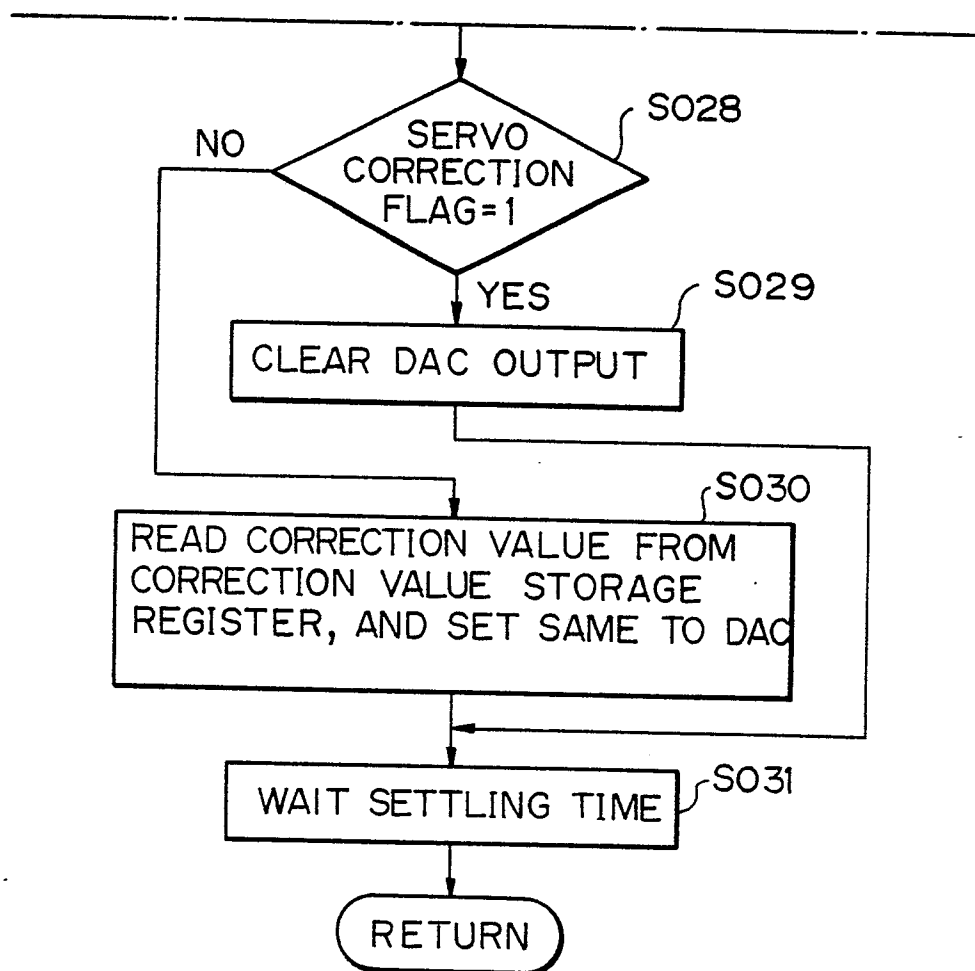 S028
SERVO
CORRECTION
FLAG=1
NO
YES
S029
CLEAR DAC OUTPUT
S030
READ CORRECTION VALUE FROM
CORRECTION VALUE STORAGE
REGISTER, AND SET SAME TO DAC
S031
WAIT SETTLING TIME
RETURN